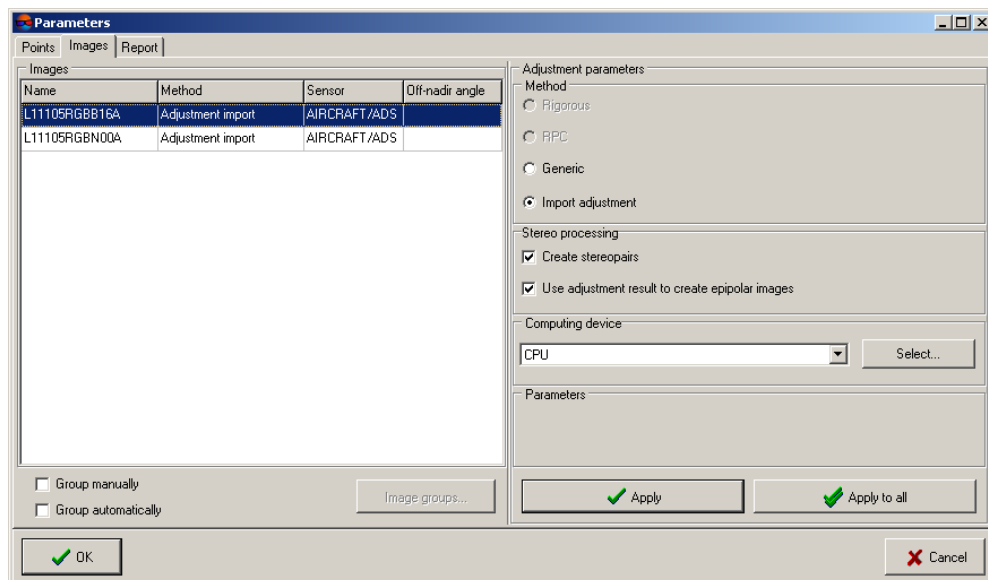 Parameters
Points Images Report
Images
Name Method Sensor Off-nadir angle
L11105RGBB16A Adjustment import AIRCRAFT/ADS
L11105RGBN00A Adjustment import AIRCRAFT/ADS
Group manually
Group automatically
Image groups...
Adjustment parameters
Method
Rigorous
RPC
Generic
Import adjustment
Stereo processing
Create stereopairs
Use adjustment result to create epipolar images
Computing device
CPU Select...
Parameters
Apply Apply to all
OK Cancel